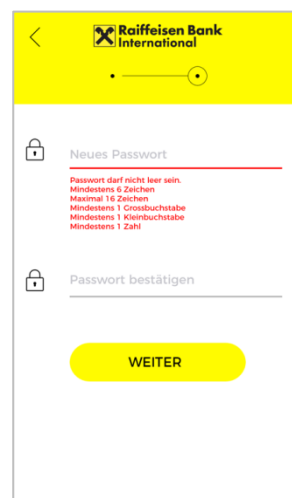 Raiffeisen Bank
International
Neues Passwort
Passwort darf nicht leer sein.
Mindestens 6 Zeichen
Maximal 16 Zeichen
Mindestens 1 Grossbuchstabe
Mindestens 1 Kleinbuchstabe
Mindestens 1 Zahl
Passwort bestätigen
WEITER